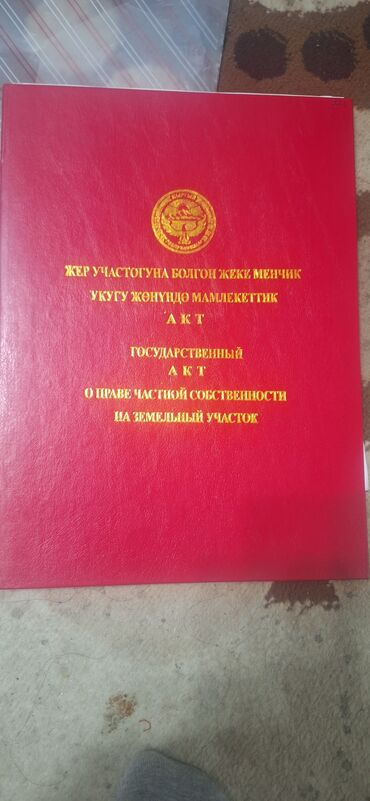 ЖЕР УЧАСТОГУНА БОЛГОН ЖЕКЕ МЕНЧИК
УКУГУ ЖӨНҮНДӨ МАМЛЕКЕТТИК
АКТ
ГОСУДАРСТВЕННЫЙ
АКТ
О ПРАВЕ ЧАСТНОЙ СОБСТВЕННОСТИ
НА ЗЕМЕЛЬНЫЙ УЧАСТОК